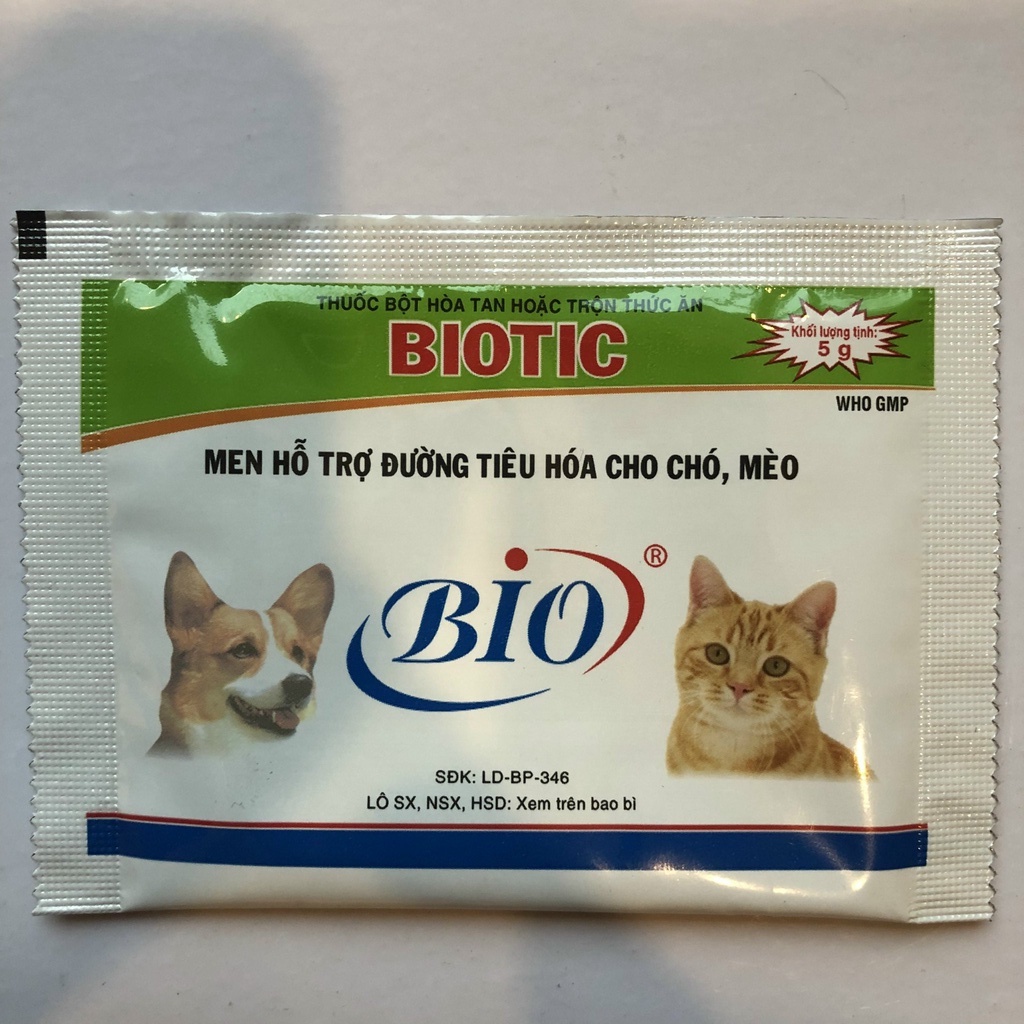 THUỐC BỘT HÒA TAN HOẶC TRỘN THỨC ĂN
BIOTIC
Khối lượng tịnh:
5 g
WHO GMP
MEN HỖ TRỢ ĐƯỜNG TIÊU HÓA CHO CHÓ, MÈO
BIO®
SĐK: LD-BP-346
LÔ SX, NSX, HSD: Xem trên bao bì